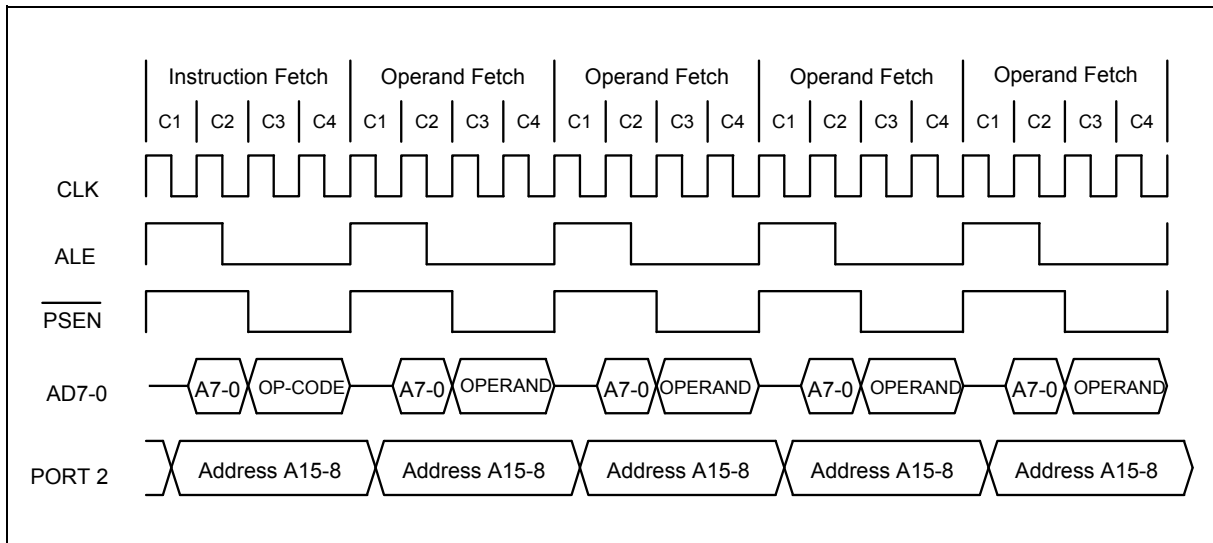 Instruction Fetch Operand Fetch Operand Fetch Operand Fetch Operand Fetch
C1 C2 C3 C4 C1 C2 C3 C4 C1 C2 C3 C4 C1 C2 C3 C4 C1 C2 C3 C4
CLK
ALE
PSEN
AD7-0 A7-0 OP-CODE A7-0 OPERAND A7-0 OPERAND A7-0 OPERAND A7-0 OPERAND
PORT 2 Address A15-8 Address A15-8 Address A15-8 Address A15-8 Address A15-8